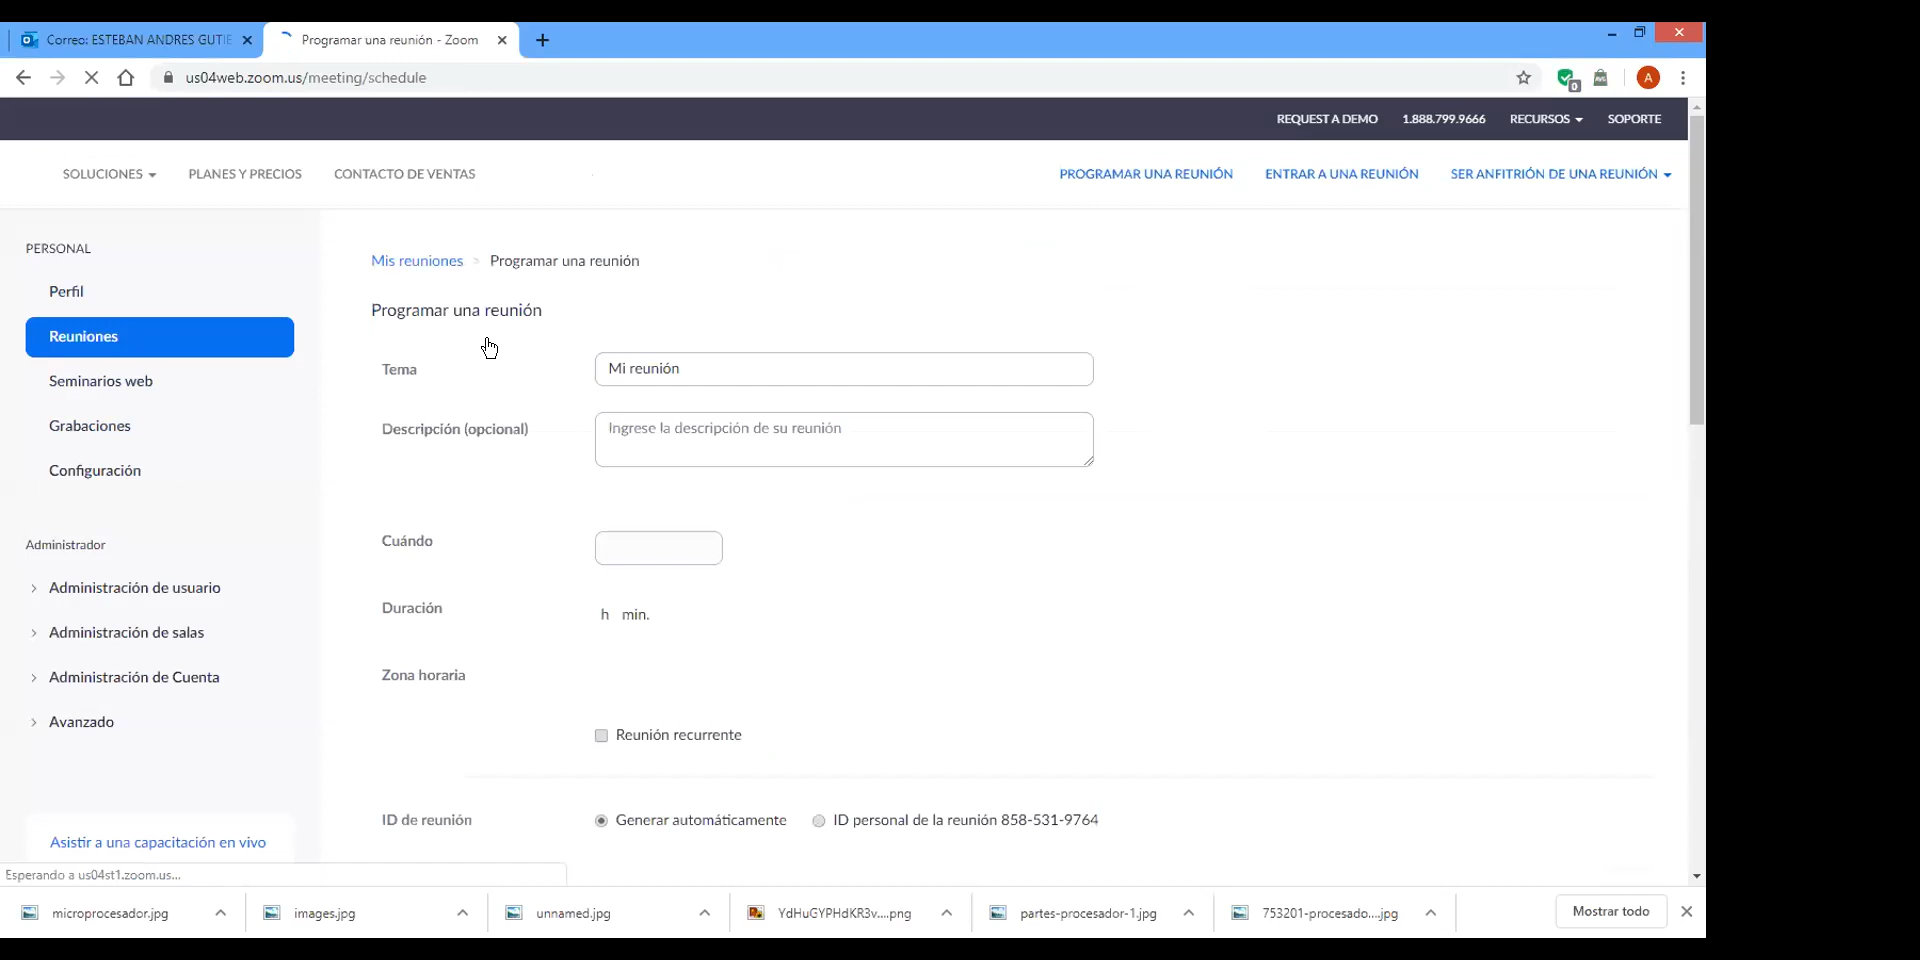 Correo: ESTEBAN ANDRES GUTIE
Programar una reunión - Zoom
us04web.zoom.us/meeting/schedule
0
A
REQUEST A DEMO 1.888.799.9666 RECURSOS SOPORTE
SOLUCIONES PLANES Y PRECIOS CONTACTO DE VENTAS PROGRAMAR UNA REUNIÓN ENTRAR A UNA REUNIÓN SER ANFITRIÓN DE UNA REUNIÓN
PERSONAL
Perfil
Reuniones
Seminarios web
Grabaciones
Configuración
Administrador
> Administración de usuario
> Administración de salas
> Administración de Cuenta
> Avanzado
Asistir a una capacitación en vivo
Mis reuniones > Programar una reunión
Programar una reunión
Tema Mi reunión
Descripción (opcional) Ingrese la descripción de su reunión
Cuándo
Duración h min.
Zona horaria
Reunión recurrente
ID de reunión Generar automáticamente ID personal de la reunión 858-531-9764
Esperando a us04st1.zoom.us...
microprocesador.jpg images.jpg unnamed.jpg YdHuGYPHdKR3v....png partes-procesador-1.jpg 753201-procesado....jpg Mostrar todo